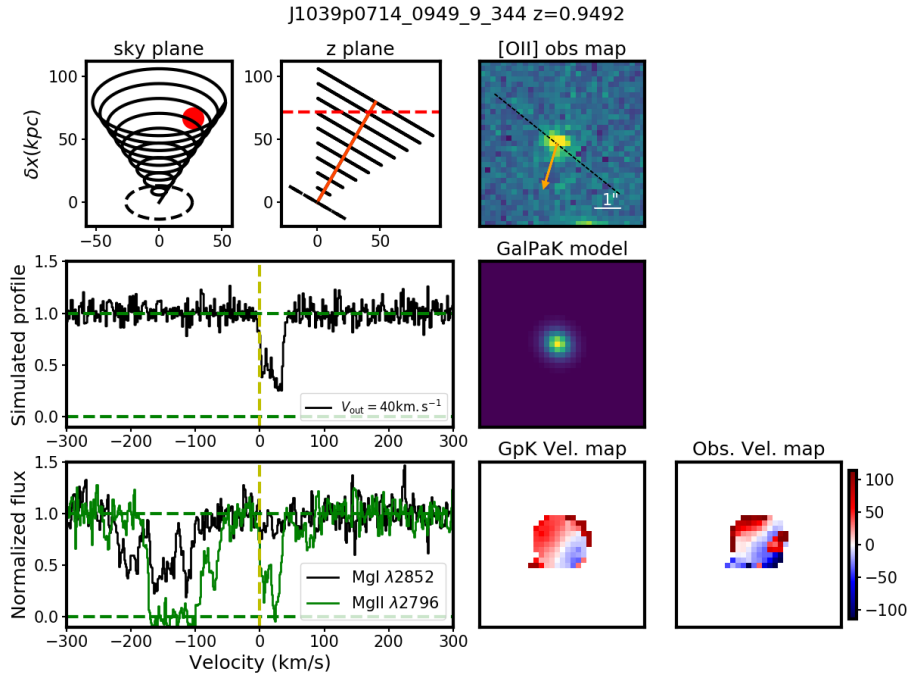 J1039p0714_0949_9_344 z=0.9492
sky plane
z plane
[OII] obs map
δx(kpc)
100
50
0
−50 0 50
0 50
1"
GalPaK model
Simulated profile
1.5
1.0
0.5
0.0
V_out = 40km.s⁻¹
−300 −200 −100 0 100 200 300
GpK Vel. map
Obs. Vel. map
Normalized flux
1.5
1.0
0.5
0.0
MgI λ2852
MgII λ2796
−300 −200 −100 0 100 200 300
Velocity (km/s)
100
50
0
−50
−100